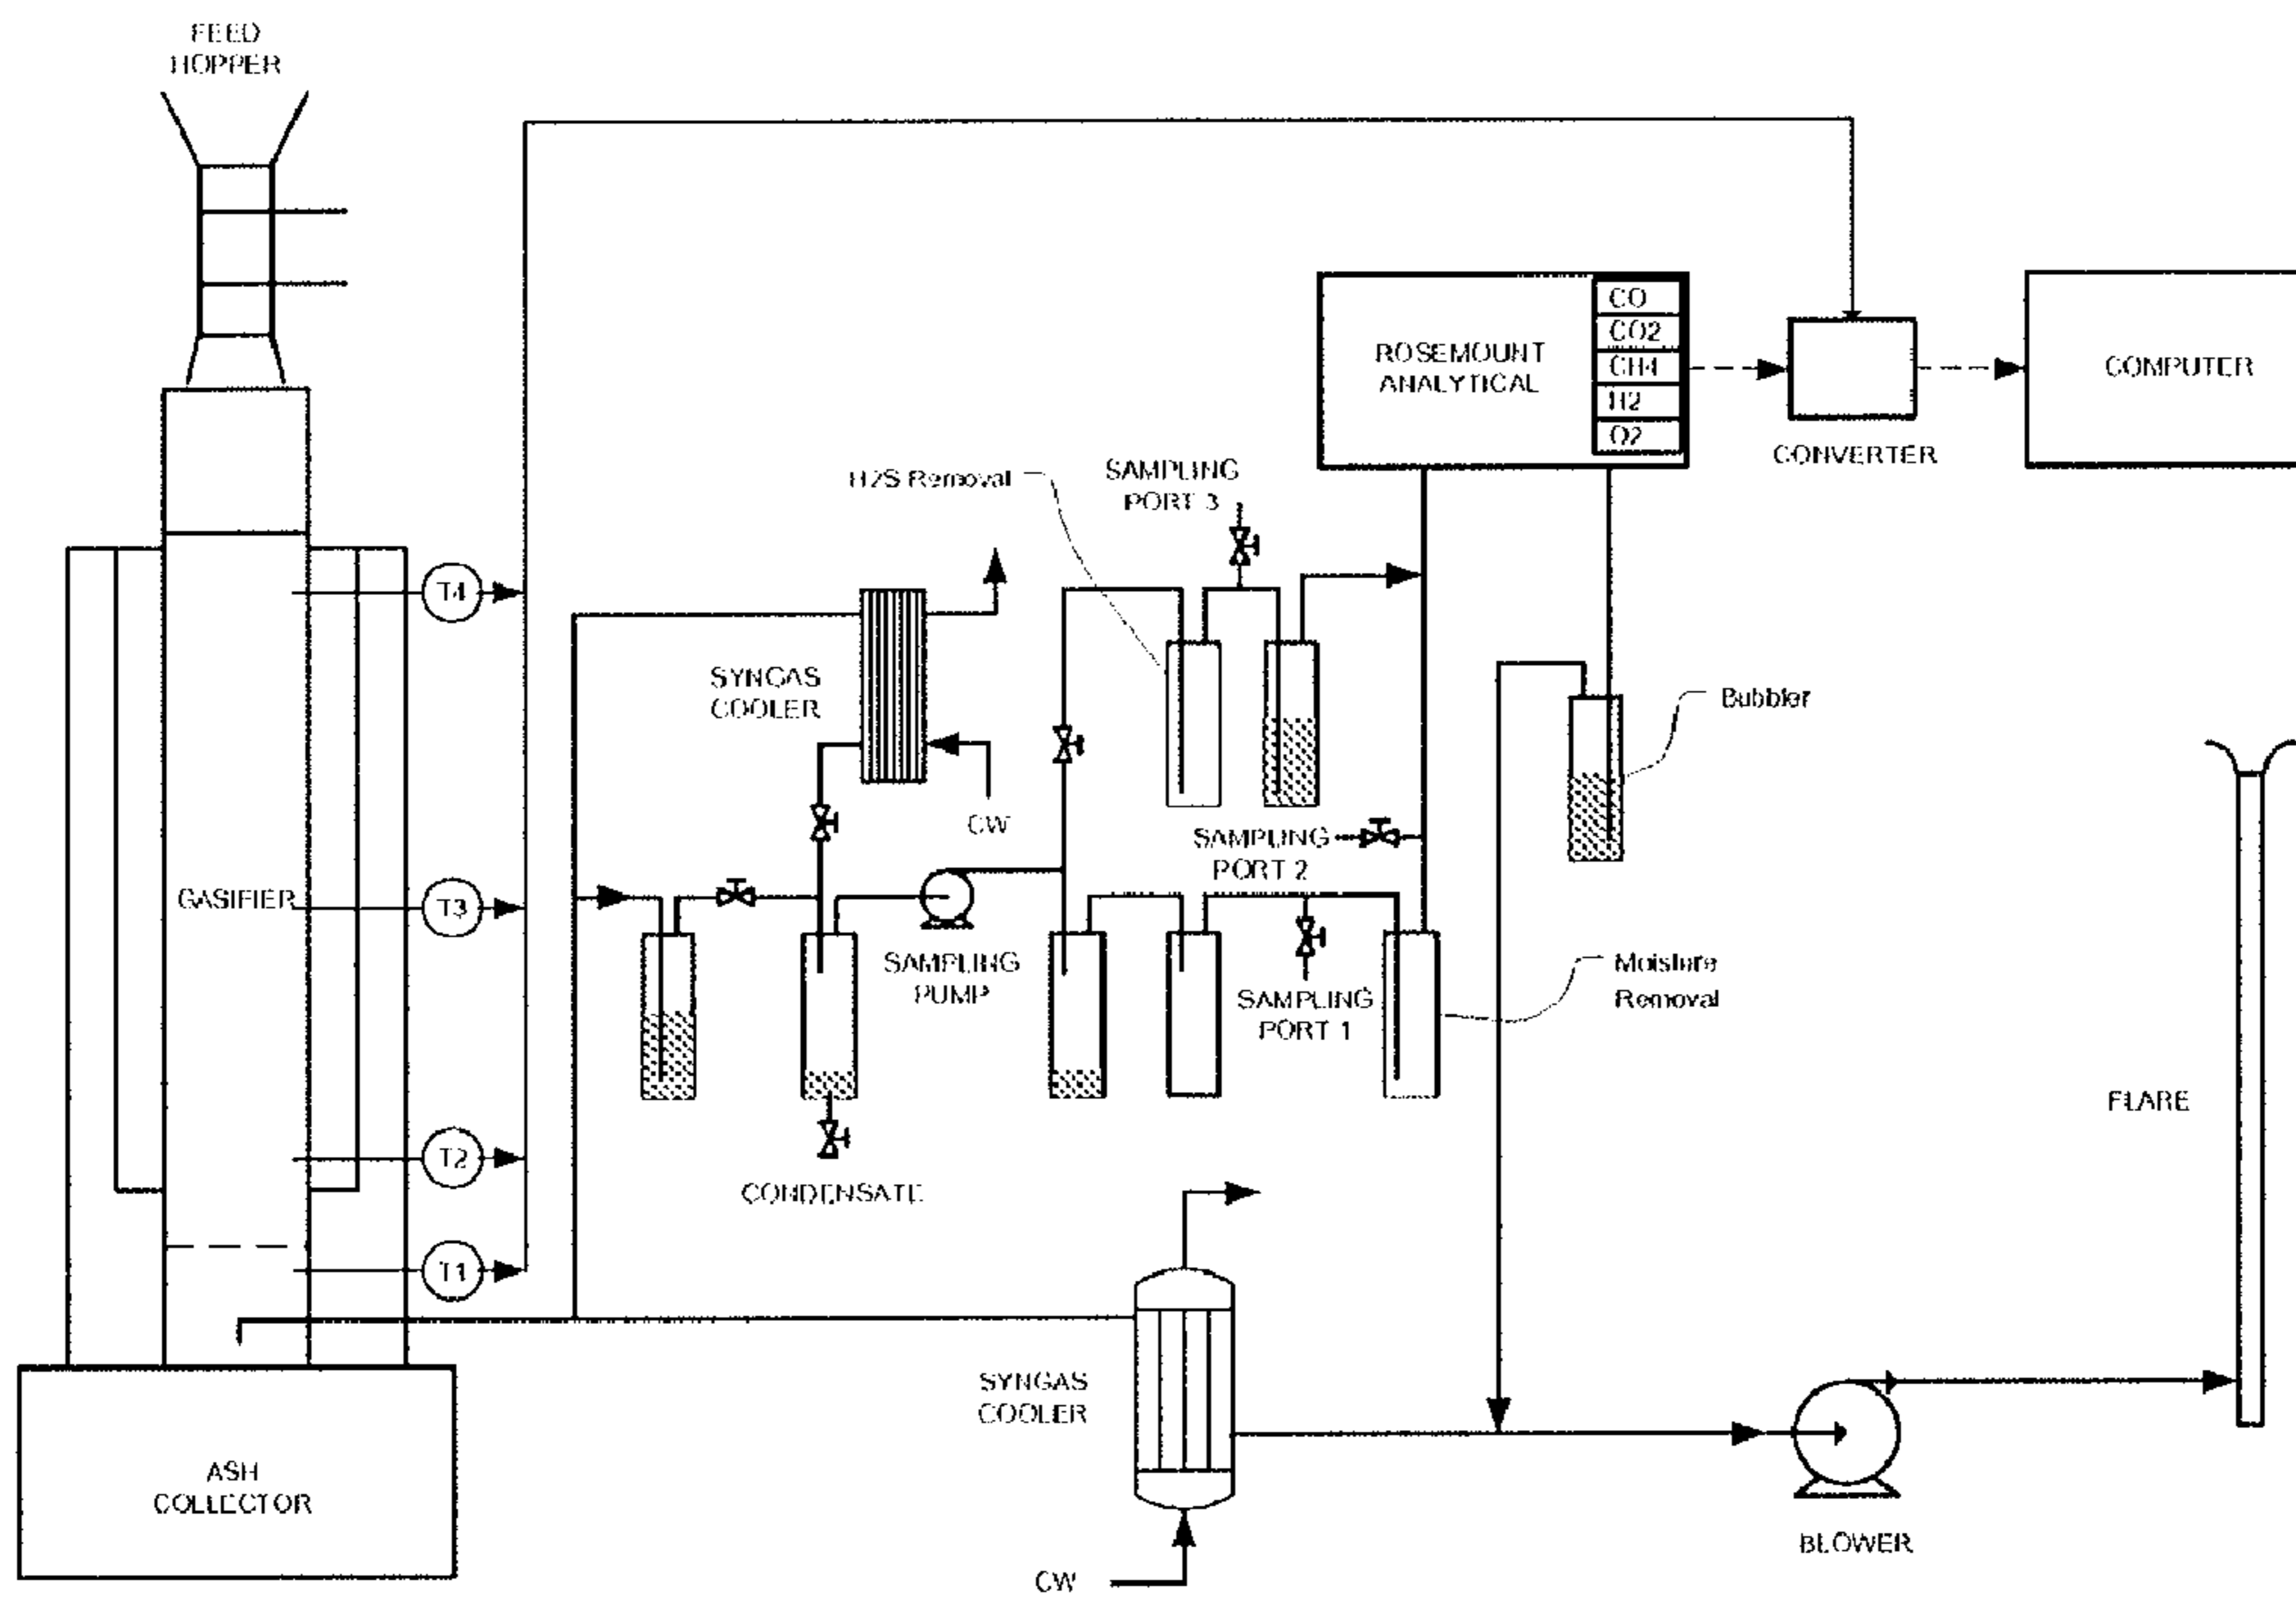 FEED
HOPPER
ROSEMOUNT
ANALYTICAL
CO
CO2
CH4
H2
O2
CONVERTER
COMPUTER
H2S Removal
SAMPLING
PORT 3
T4
SYNGAS
COOLER
CW
Bubbler
SAMPLING
PORT 2
GASIFIER
T3
SAMPLING
PUMP
SAMPLING
PORT 1
Moisture
Removal
T2
CONDENSATE
FLARE
T1
SYNGAS
COOLER
ASH
COLLECTOR
BLOWER
CW